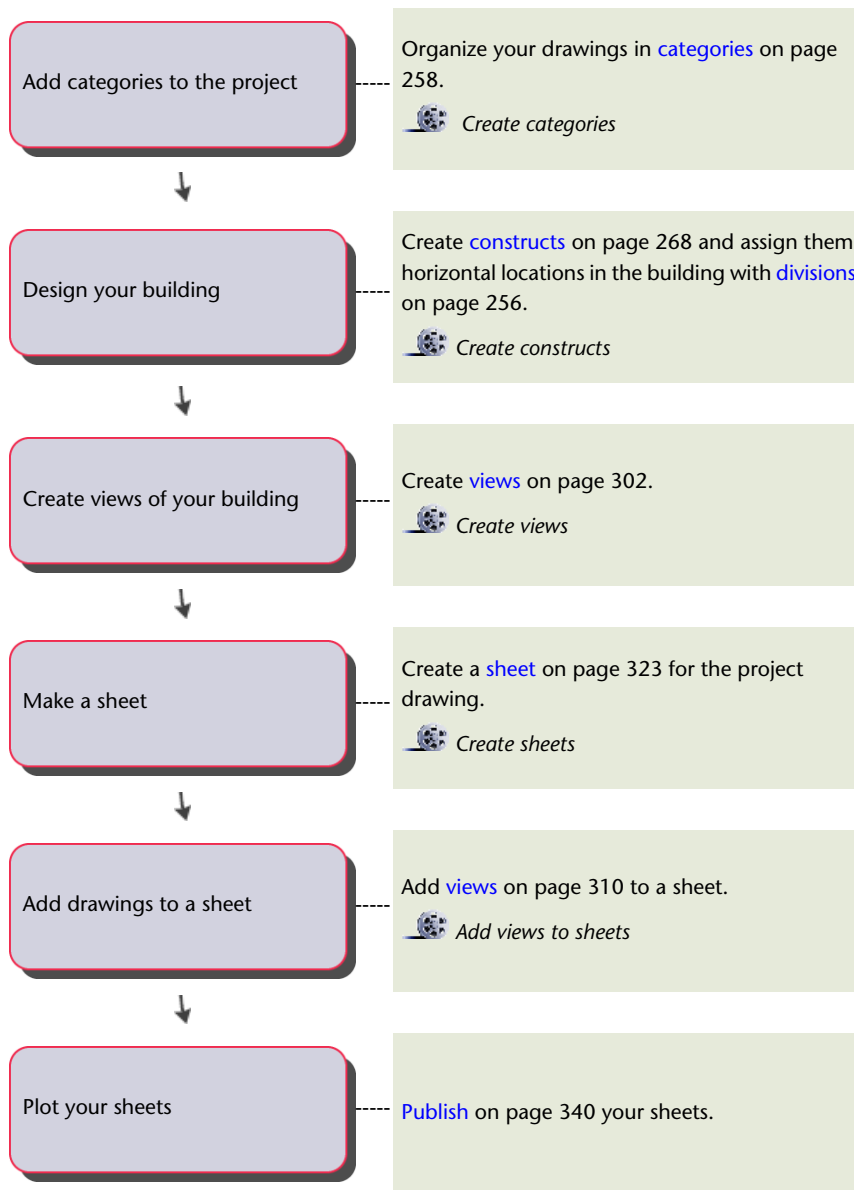 Add categories to the project
Organize your drawings in categories on page
258.
Create categories
Design your building
Create constructs on page 268 and assign them
horizontal locations in the building with divisions
on page 256.
Create constructs
Create views of your building
Create views on page 302.
Create views
Make a sheet
Create a sheet on page 323 for the project
drawing.
Create sheets
Add drawings to a sheet
Add views on page 310 to a sheet.
Add views to sheets
Plot your sheets
Publish on page 340 your sheets.